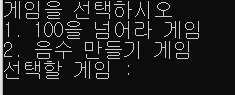 게임을 선택하시오
1. 100을 넘어라 게임
2. 음수 만들기 게임
선택할 게임 :